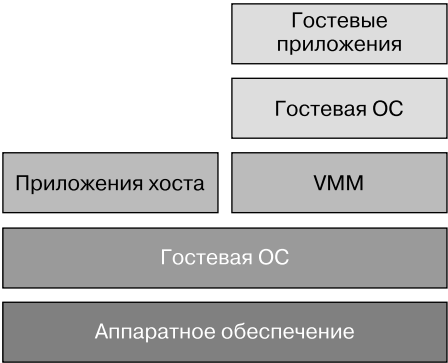 Гостевые
приложения
Гостевая ОС
Приложения хоста
VMM
Гостевая ОС
Аппаратное обеспечение